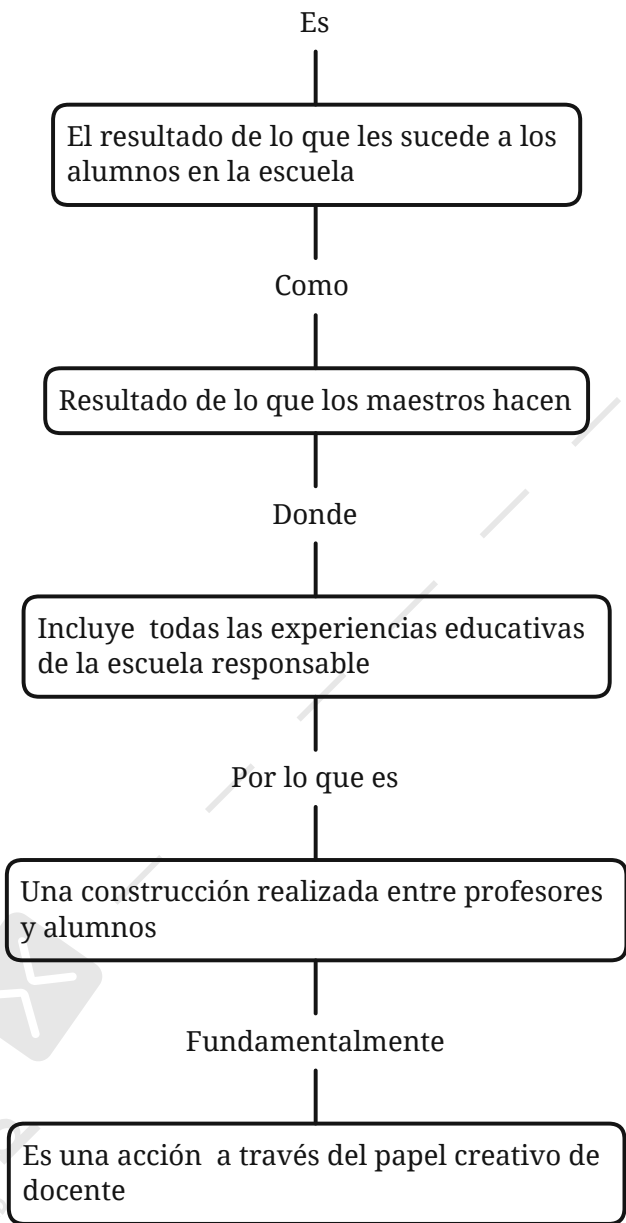 Es
El resultado de lo que les sucede a los
alumnos en la escuela
Como
Resultado de lo que los maestros hacen
Donde
Incluye  todas las experiencias educativas
de la escuela responsable
Por lo que es
Una construcción realizada entre profesores
y alumnos
Fundamentalmente
Es una acción  a través del papel creativo de
docente